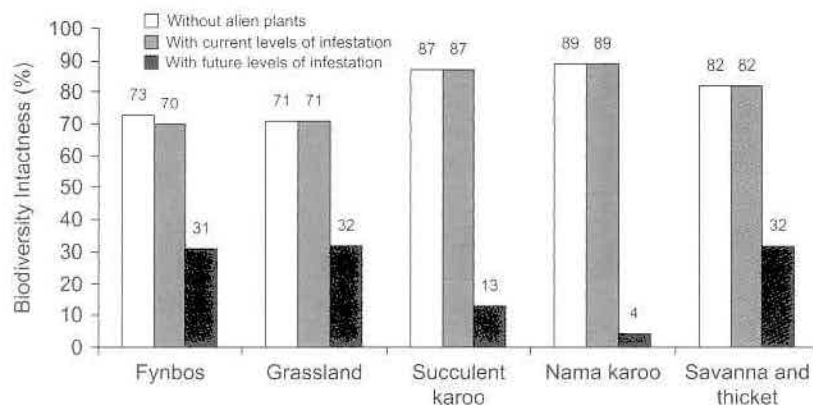 Without alien plants
With current levels of infestation
With future levels of infestation
Biodiversity Intactness (%)
100
90
80
70
60
50
40
30
20
10
0
73
70
31
71
71
32
87
87
13
89
89
4
82
82
32
Fynbos
Grassland
Succulent
karoo
Nama karoo
Savanna and
thicket